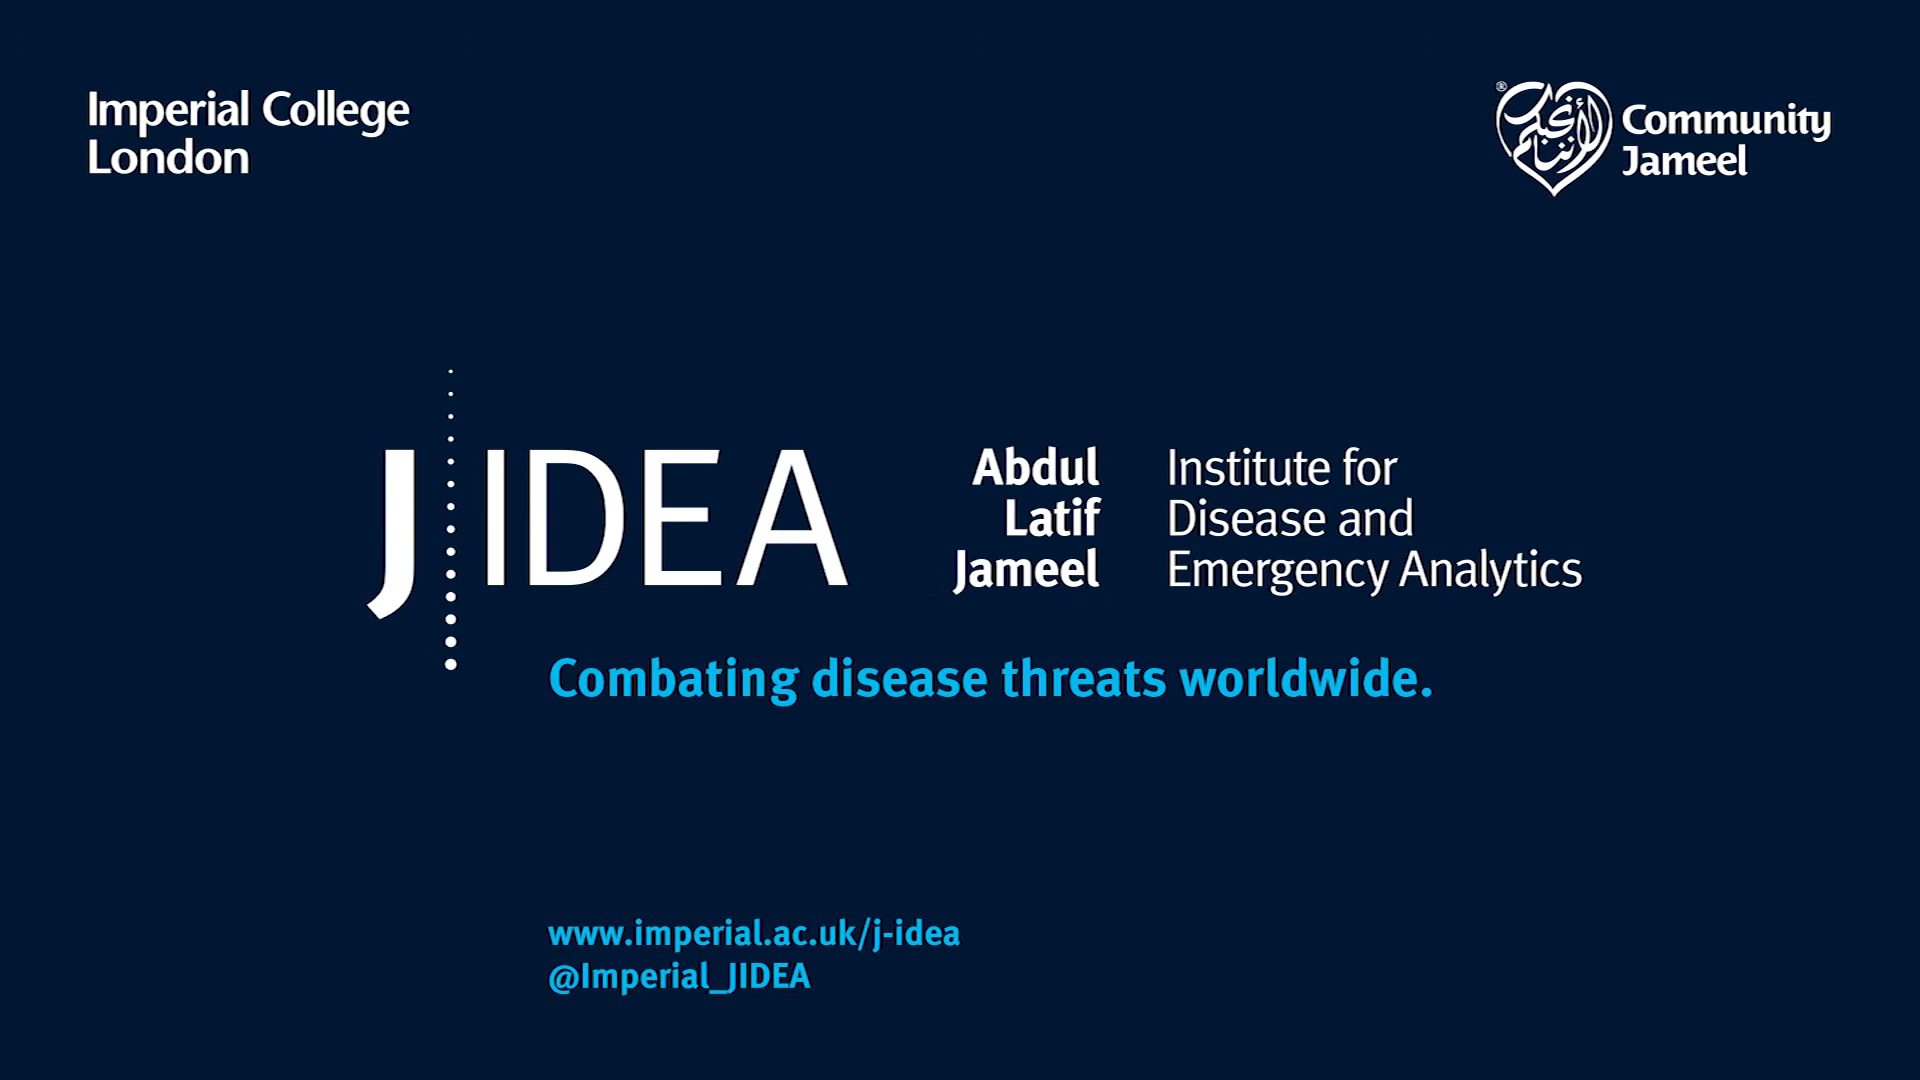 Imperial College
London
®
Community
Jameel
J IDEA
Abdul
Latif
Jameel
Institute for
Disease and
Emergency Analytics
Combating disease threats worldwide.
www.imperial.ac.uk/j-idea
@Imperial_JIDEA